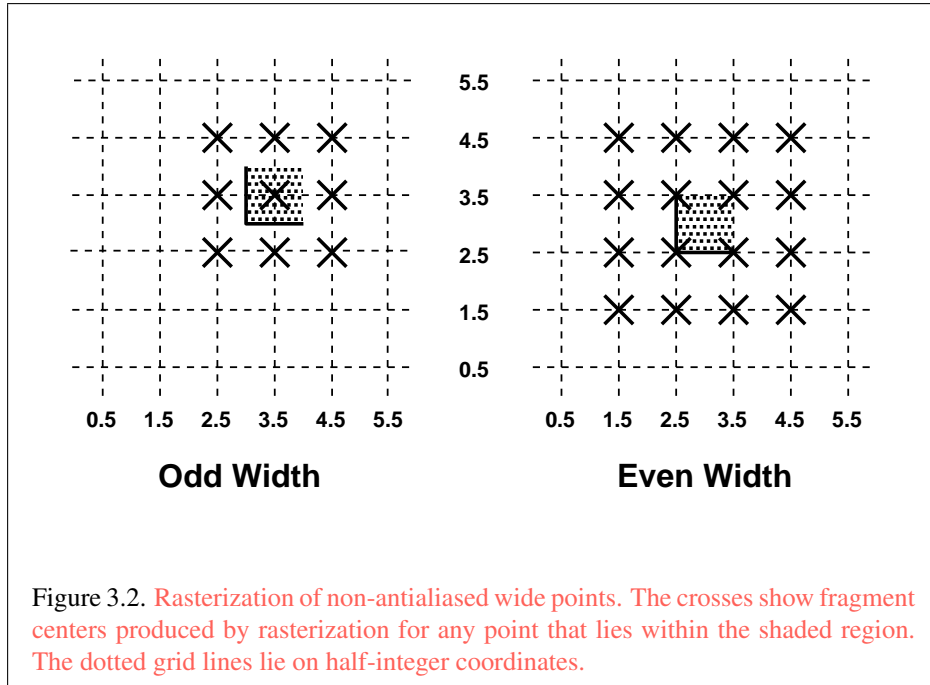 5.5
4.5
3.5
2.5
1.5
0.5
0.5 1.5 2.5 3.5 4.5 5.5
0.5 1.5 2.5 3.5 4.5 5.5
Odd Width
Even Width
Figure 3.2. Rasterization of non-antialiased wide points. The crosses show fragment
centers produced by rasterization for any point that lies within the shaded region.
The dotted grid lines lie on half-integer coordinates.